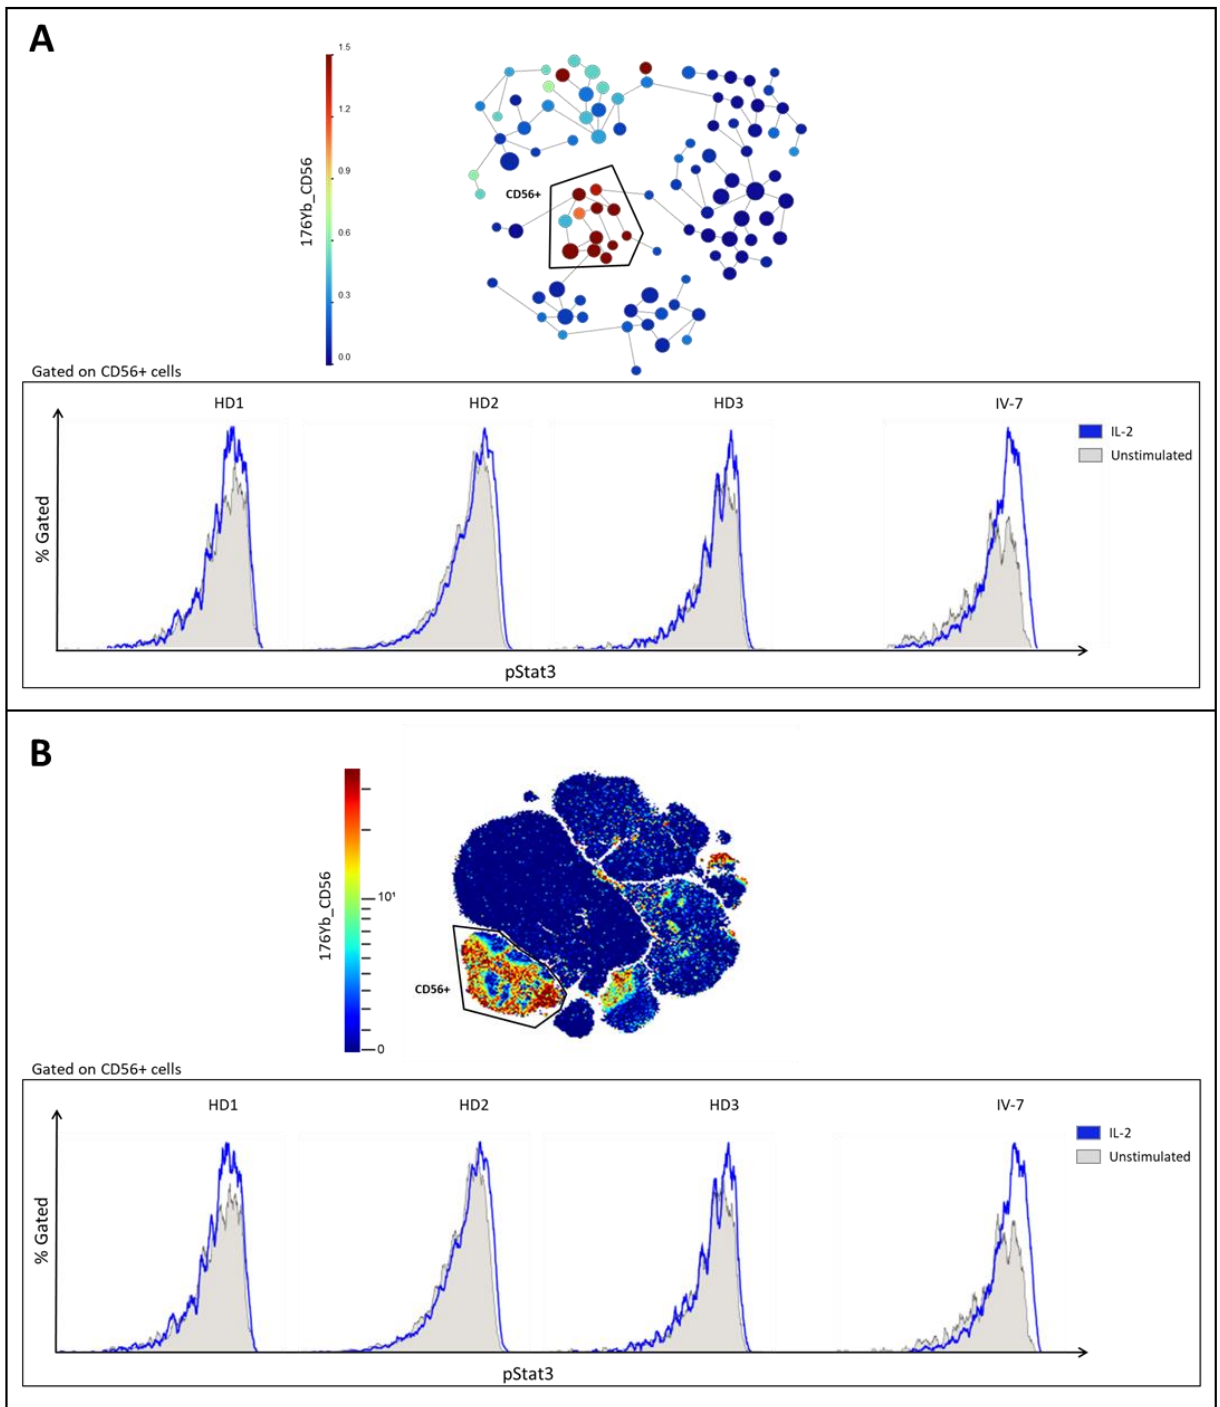 A
176Yb_CD56
1.5
1.2
0.9
0.6
0.3
0.0
CD56+
Gated on CD56+ cells
HD1
HD2
HD3
IV-7
IL-2
Unstimulated
% Gated
pStat3
B
176Yb_CD56
10¹
0
CD56+
Gated on CD56+ cells
HD1
HD2
HD3
IV-7
IL-2
Unstimulated
% Gated
pStat3